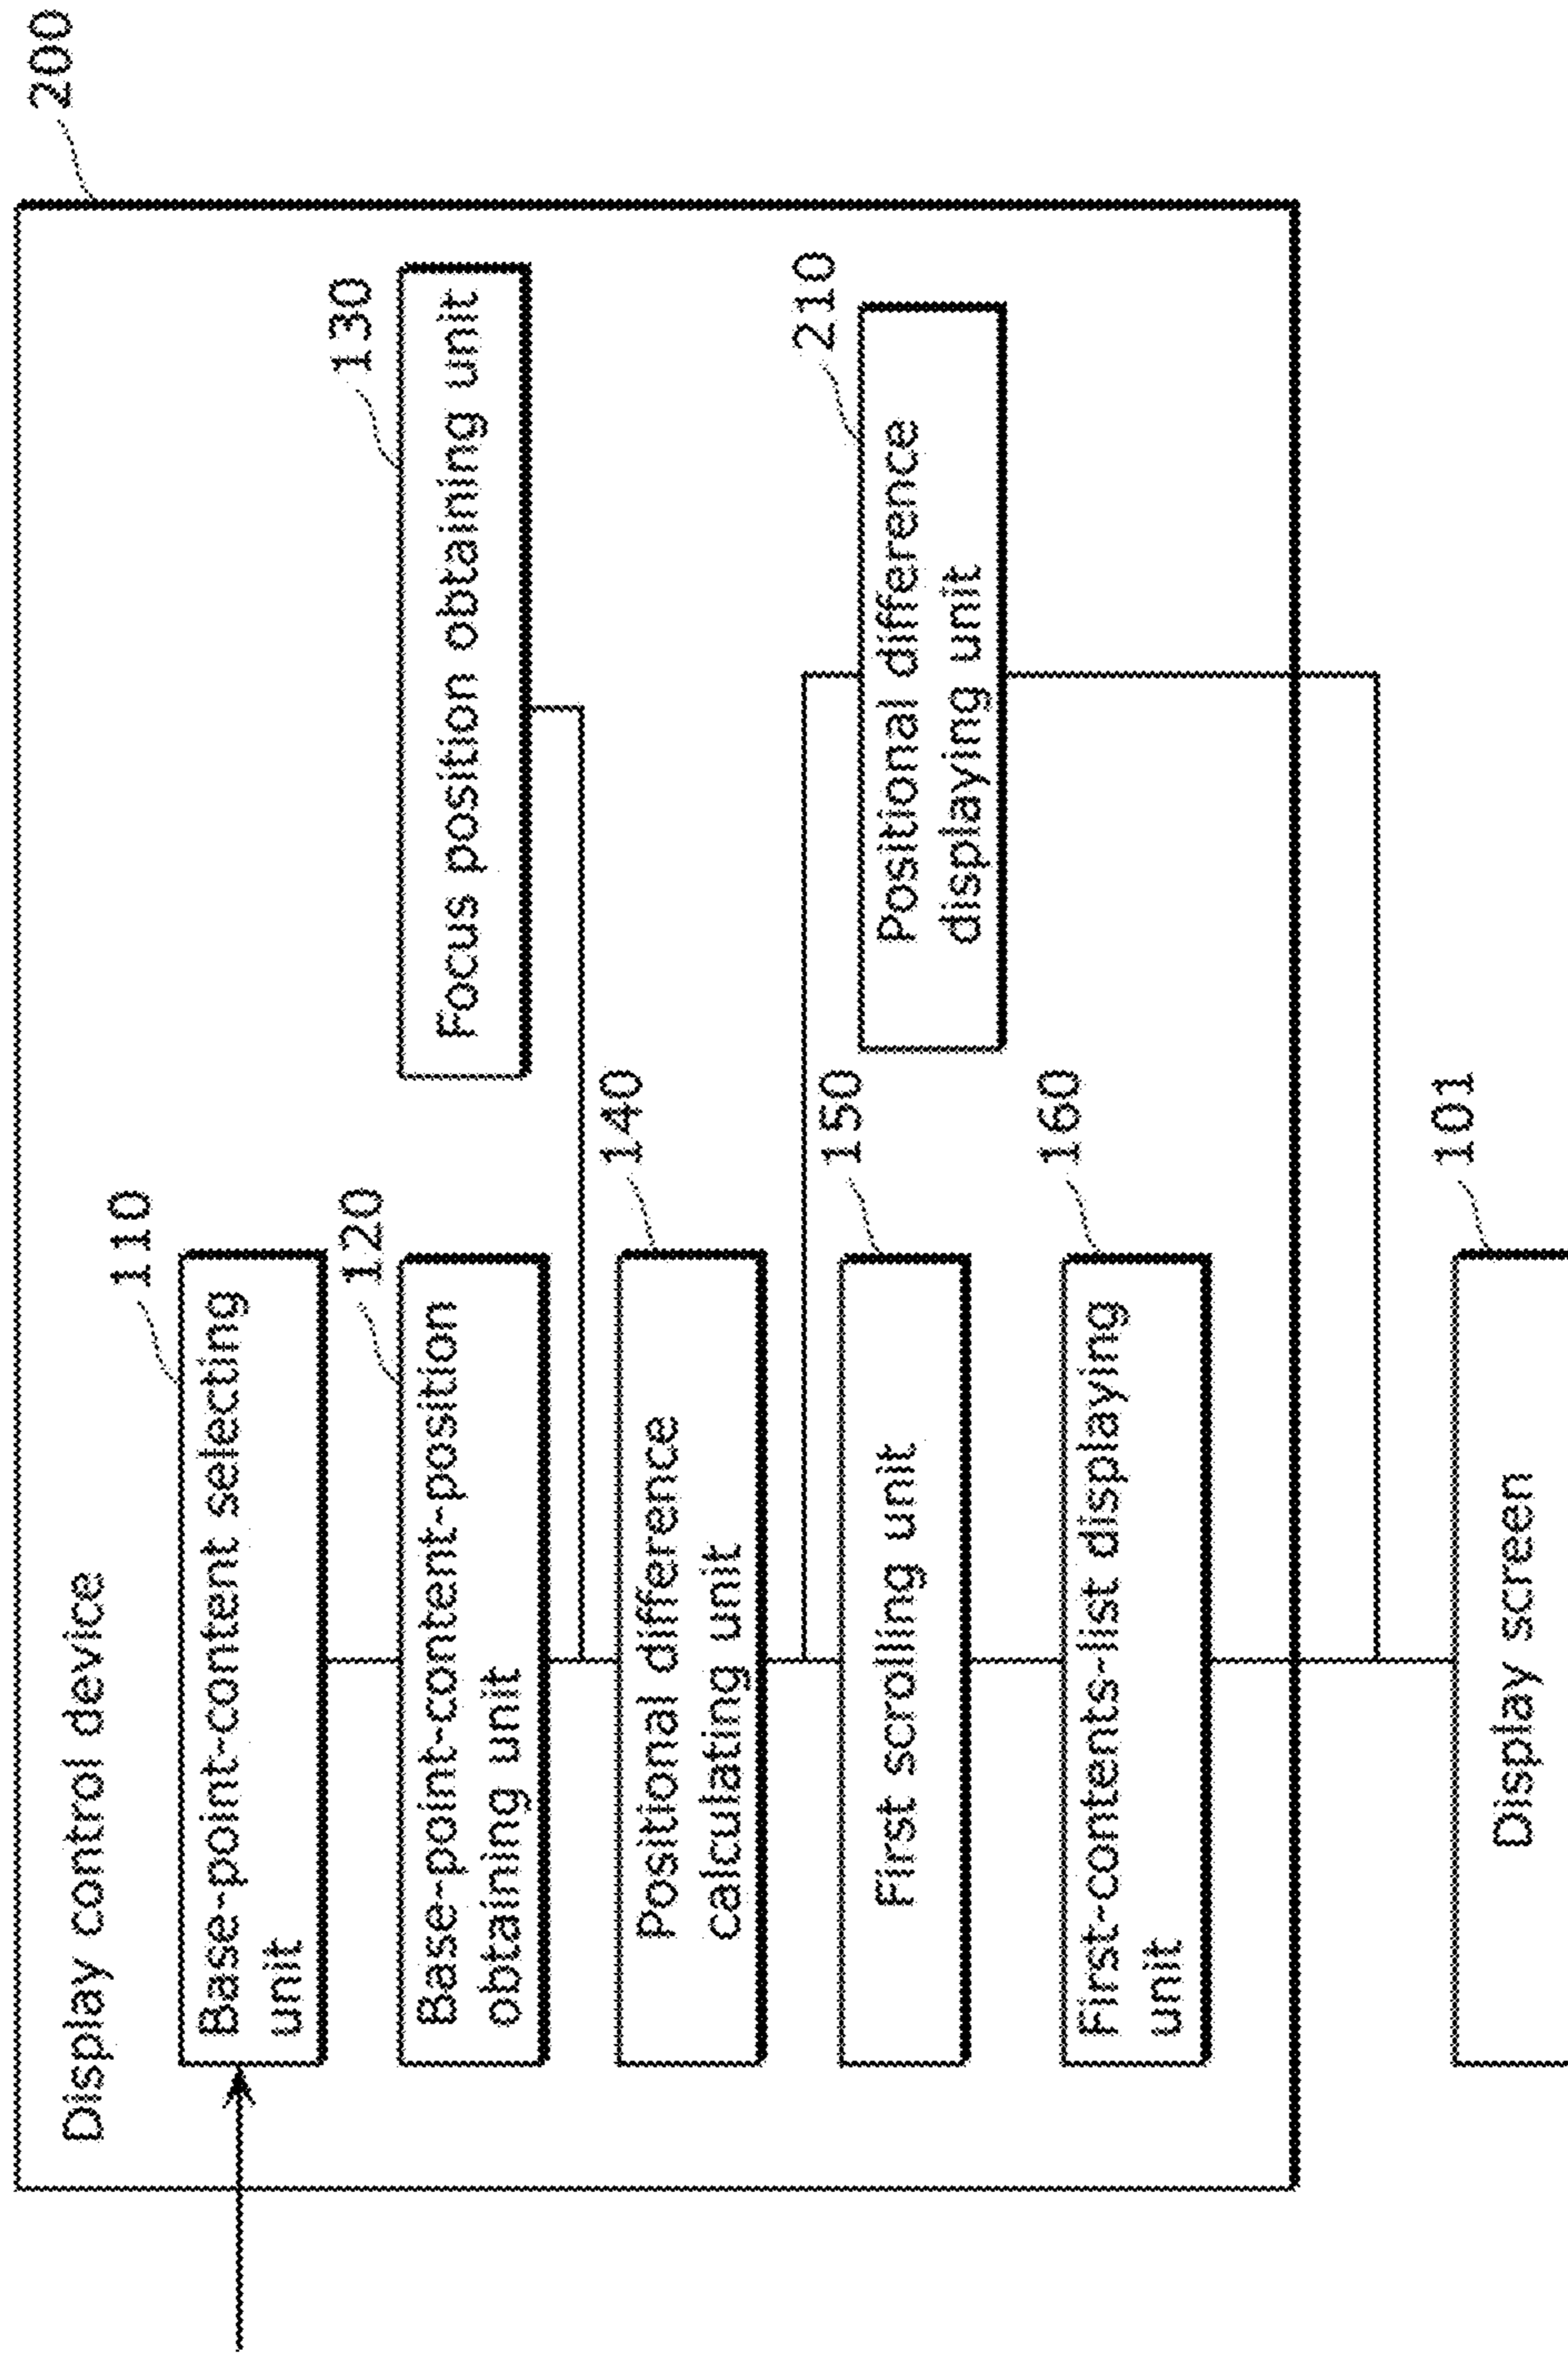 200
Display control device
110
Base-point-content selecting
unit
120
Base-point-content-position
obtaining unit
130
Focus position obtaining unit
140
Positional difference
calculating unit
150
First scrolling unit
210
Positional difference
displaying unit
160
First-contents-list displaying
unit
101
Display screen